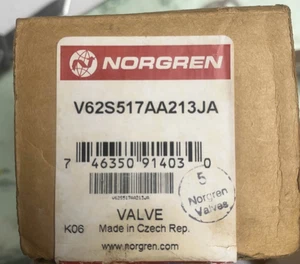 NORGREN
V62S517AA213JA
7 46350 91403 0
V62S517AA213JA
5
Norgren
Valves
VALVE
K06 Made in Czech Rep.
www.norgren.com